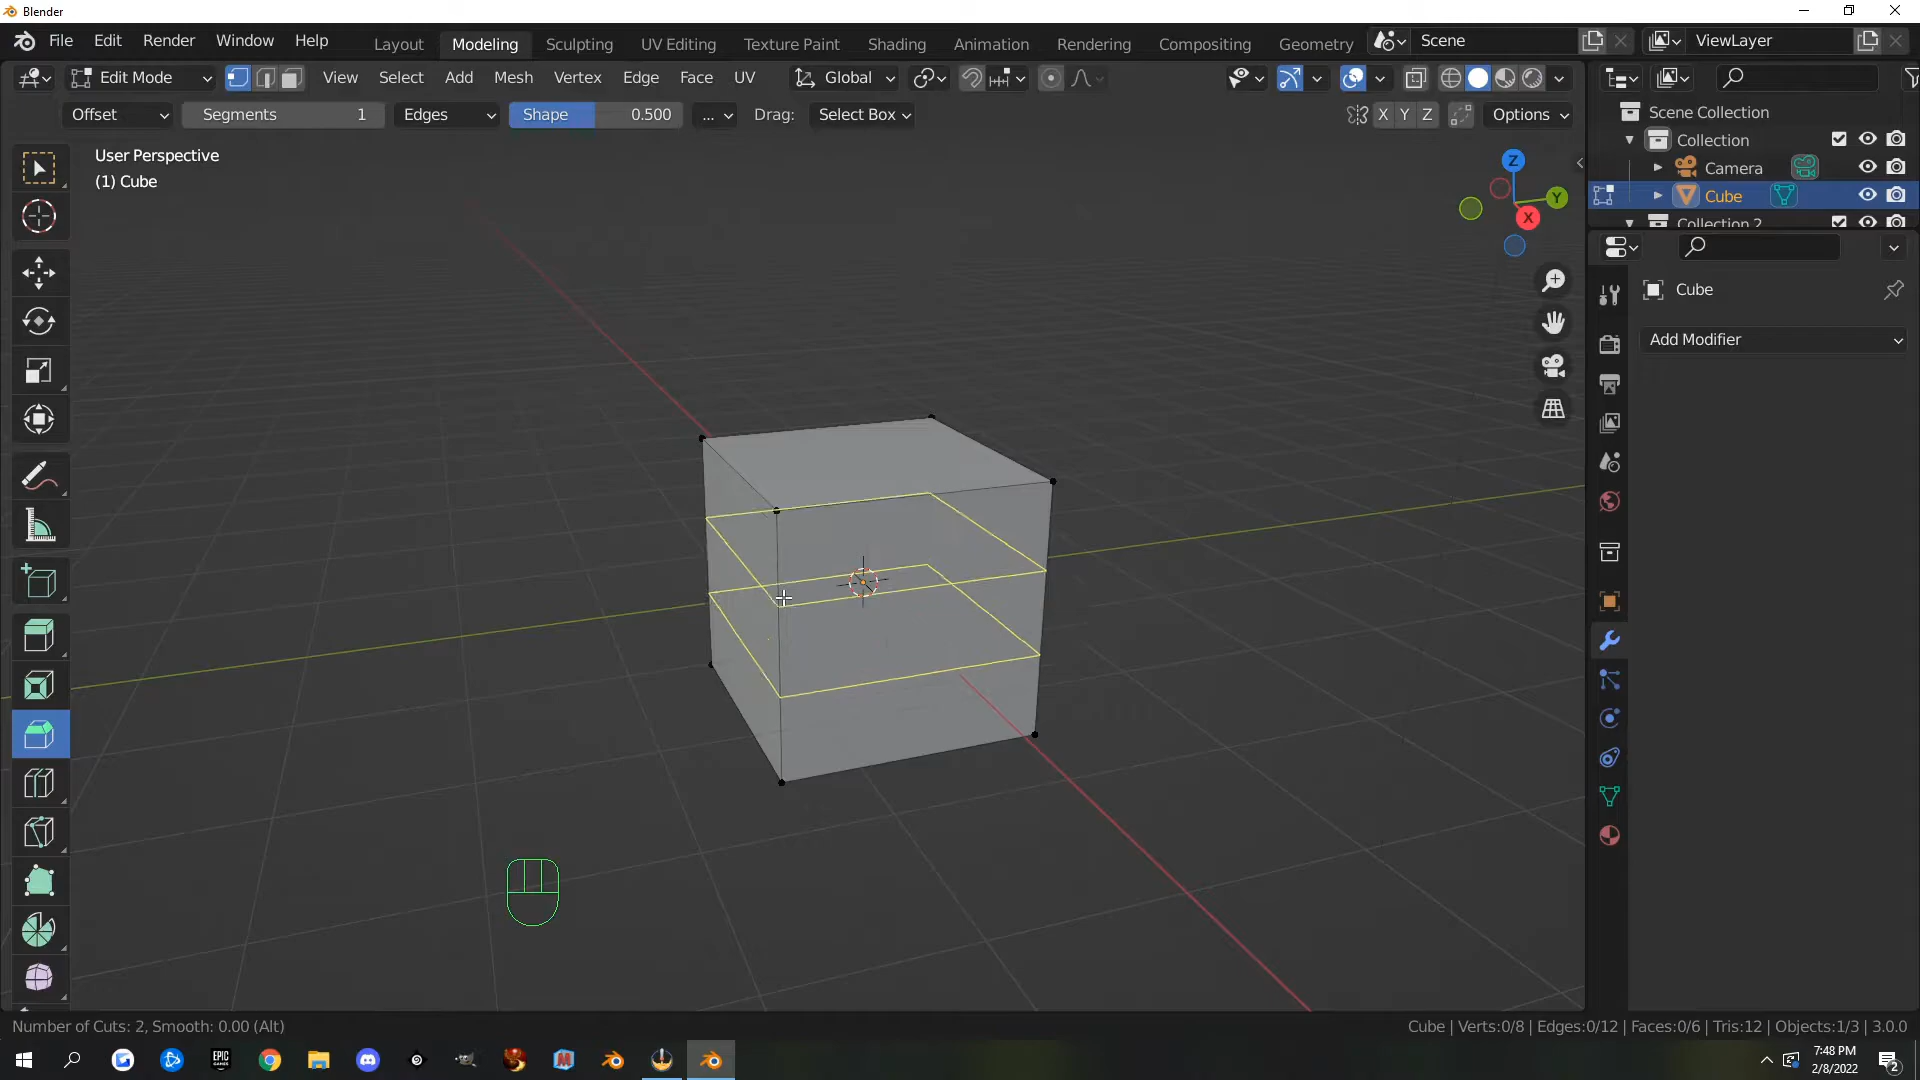 Blender
File Edit Render Window Help Layout Modeling Sculpting UV Editing Texture Paint Shading Animation Rendering Compositing Geometry Scene ViewLayer
Edit Mode View Select Add Mesh Vertex Edge Face UV Global
Offset Segments 1 Edges Shape 0.500 ... Drag: Select Box X Y Z Options
Scene Collection
Collection
Camera
Cube
Collection 2
User Perspective
(1) Cube
Z
Y
X
Cube
Add Modifier
Number of Cuts: 2, Smooth: 0.00 (Alt)
Cube | Verts:0/8 | Edges:0/12 | Faces:0/6 | Tris:12 | Objects:1/3 | 3.0.0
EPIC GAMES
7:48 PM
2/8/2022
2